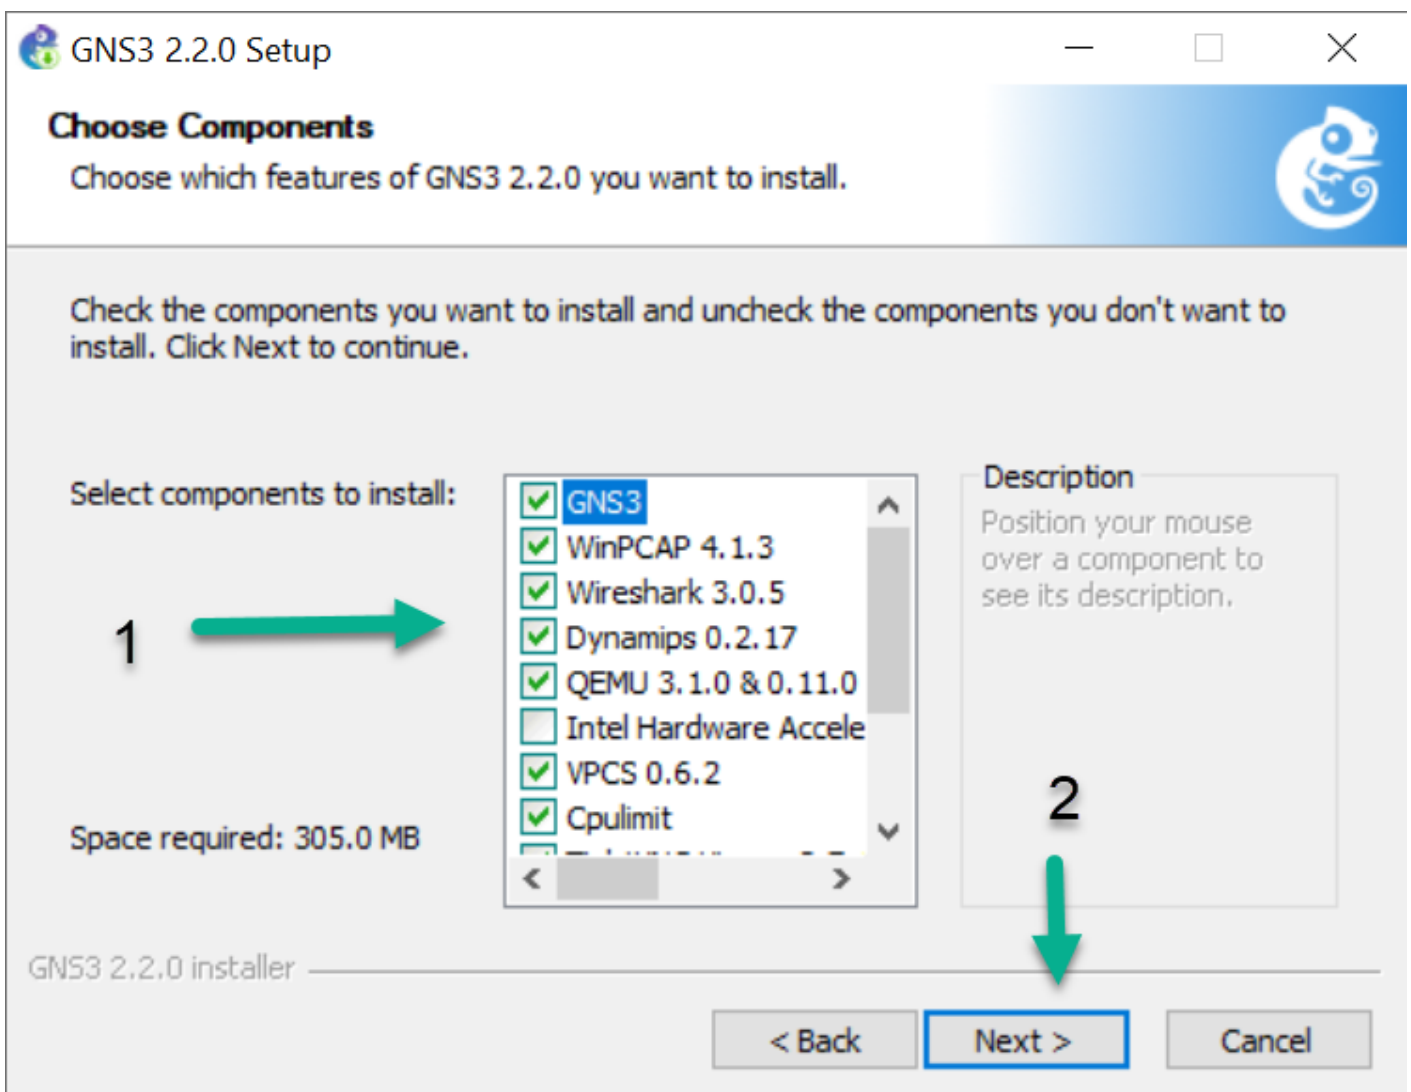 GNS3 2.2.0 Setup
Choose Components
Choose which features of GNS3 2.2.0 you want to install.
Check the components you want to install and uncheck the components you don't want to
install. Click Next to continue.
Select components to install:
GNS3
WinPCAP 4.1.3
Wireshark 3.0.5
Dynamips 0.2.17
QEMU 3.1.0 & 0.11.0
Intel Hardware Accele
VPCS 0.6.2
Cpulimit
Description
Position your mouse
over a component to
see its description.
1
2
Space required: 305.0 MB
GNS3 2.2.0 installer
< Back
Next >
Cancel